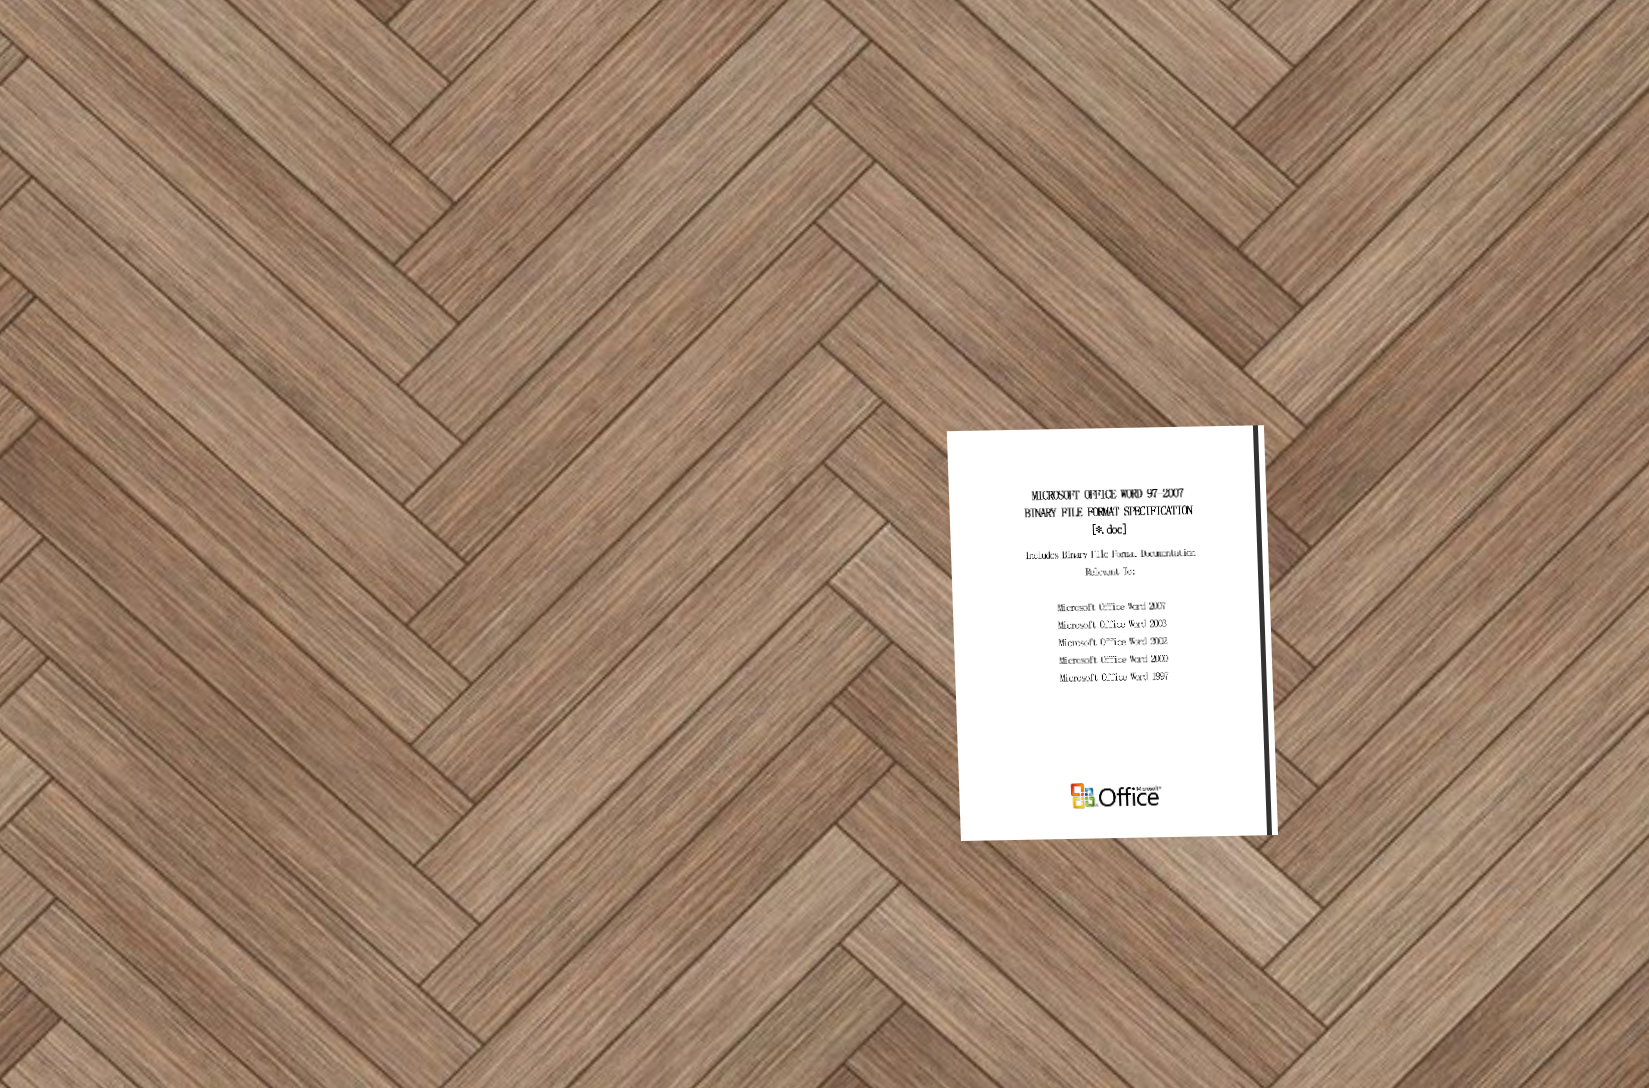 MICROSOFT OFFICE WORD 97-2007
BINARY FILE FORMAT SPECIFICATION
[*.doc]
Includes Binary File Format Documentation
Relevant To:
Microsoft Office Word 2007
Microsoft Office Word 2003
Microsoft Office Word 2002
Microsoft Office Word 2000
Microsoft Office Word 1997
Microsoft
Office